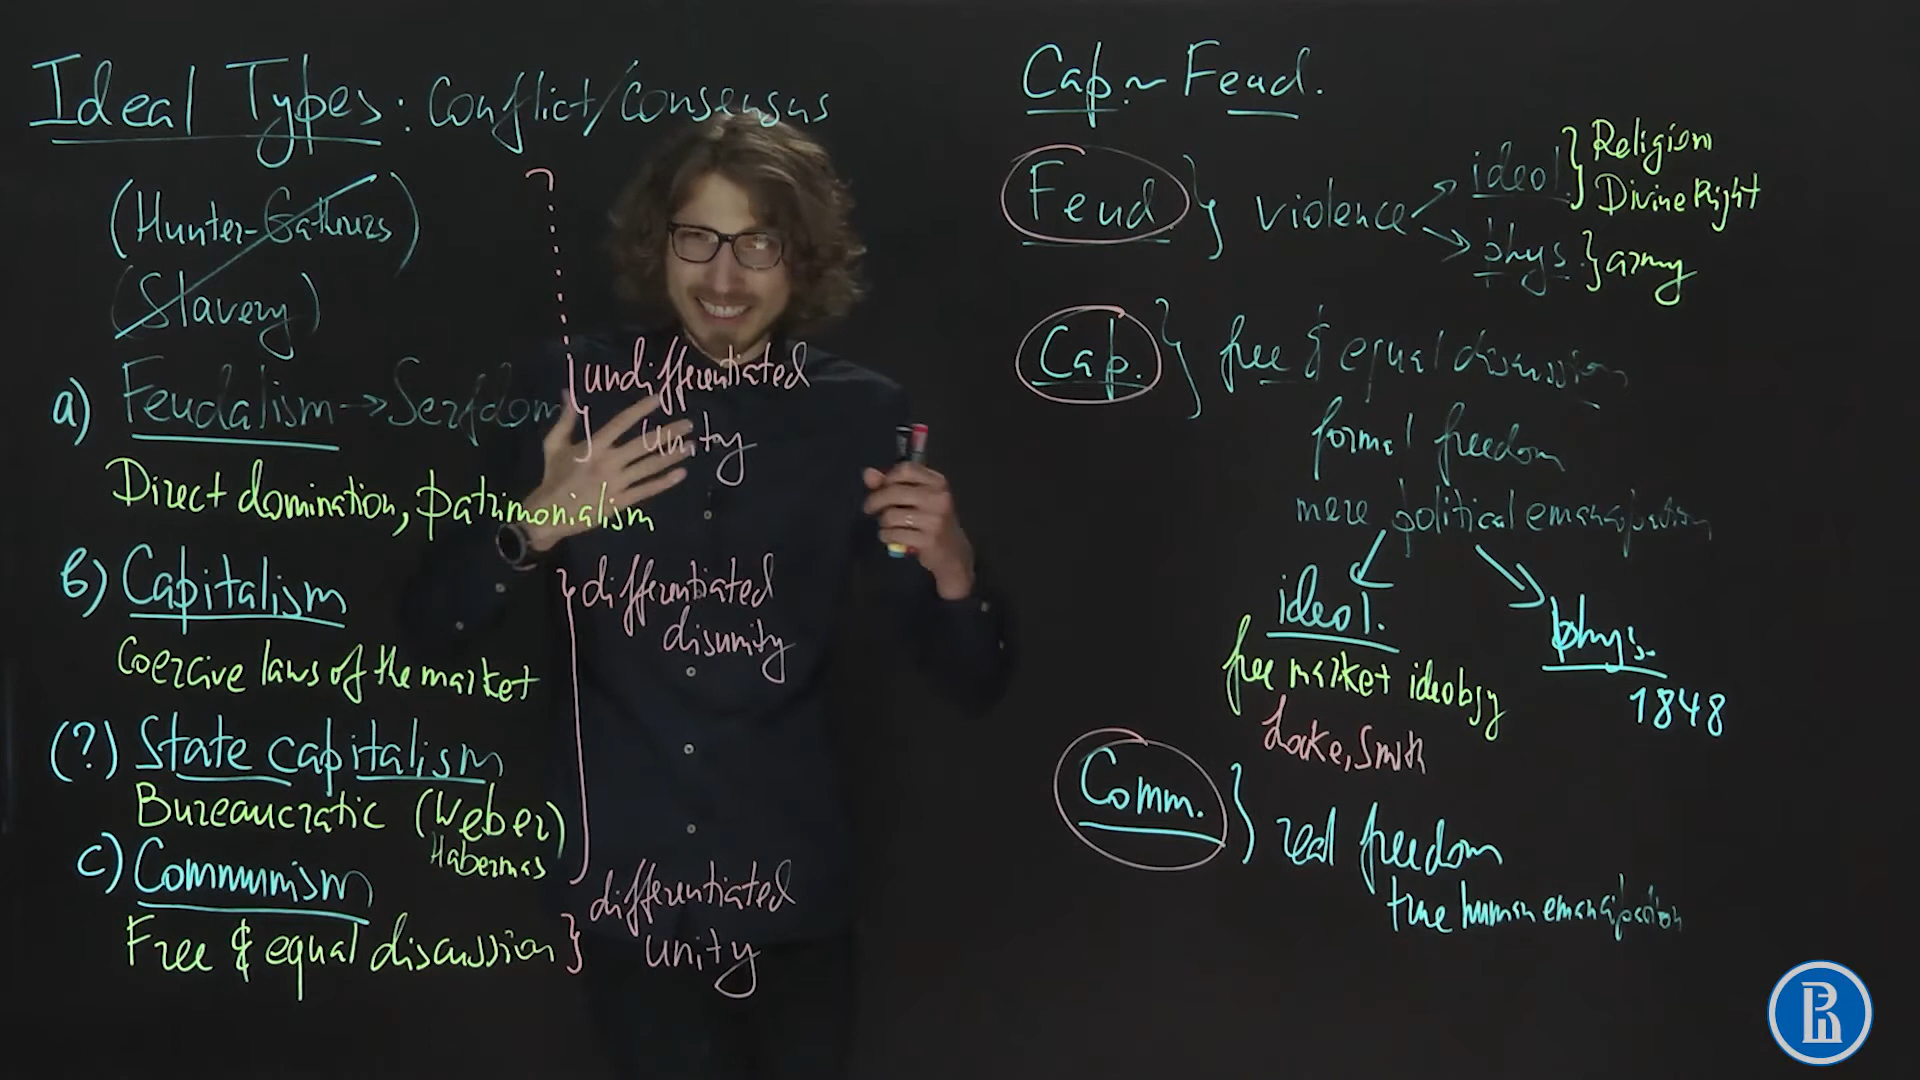 Ideal Types: Conflict/consensus
(Hunter-Gatherers)
(Slavery)
a) Feudalism → Serfdom
undifferentiated
unity
Direct domination, patrimonialism
b) Capitalism
differentiated
disunity
Coercive laws of the market
(?) State capitalism
Bureaucratic (Weber)
Habermas
c) Communism
differentiated
unity
Free & equal discussion
Cap. ~ Feud.
Feud
violence
ideol.
Religion
Divine Right
phys.
army
Cap.
free & equal discussion
formal freedom
mere political emancipation
ideol.
phys.
free market ideology
1848
Locke, Smith
Comm.
real freedom
true human emancipation